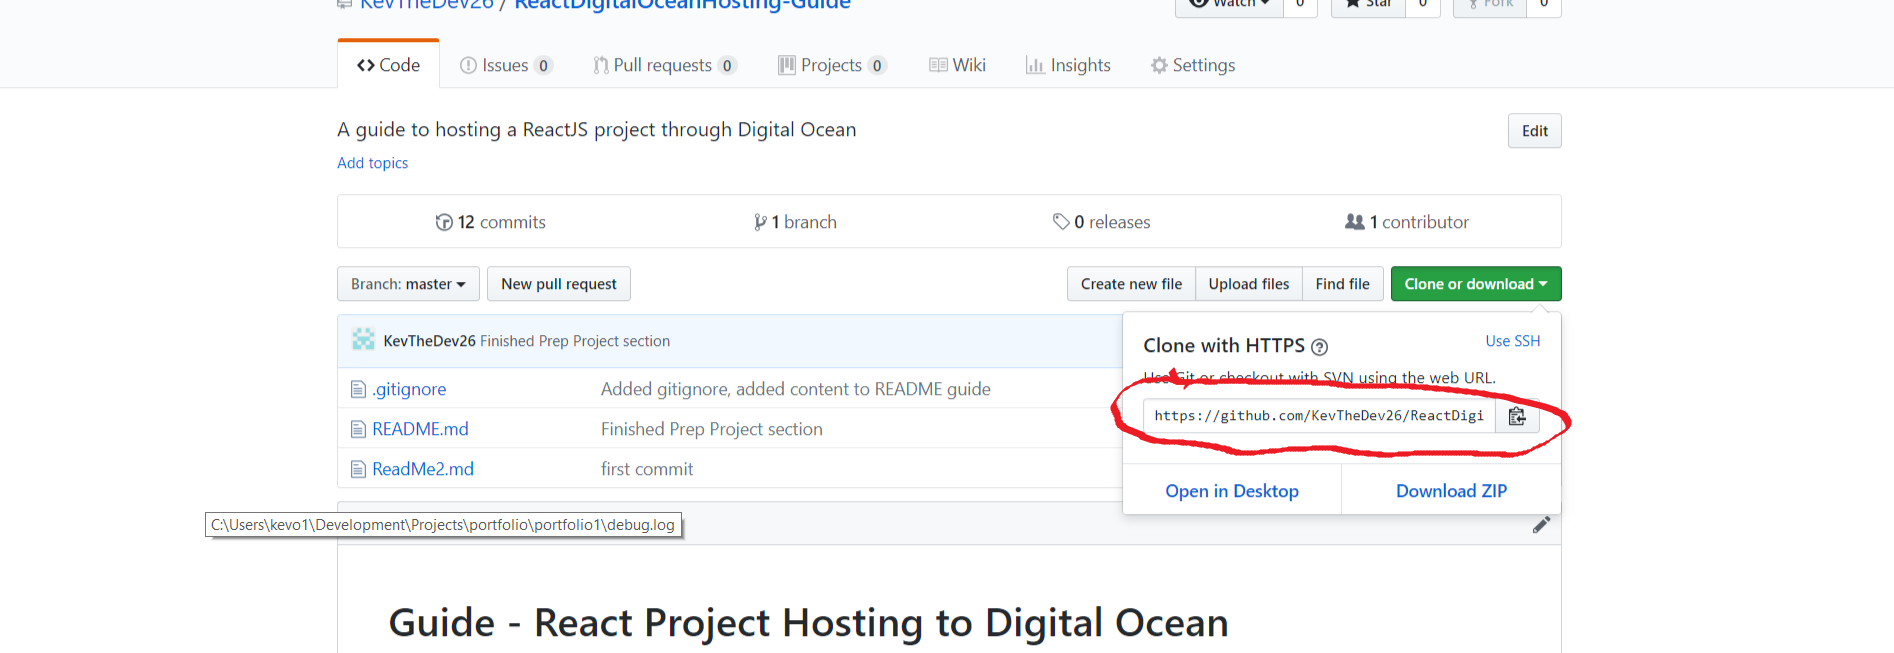 KevTheDev26 / ReactDigitalOceanHosting-Guide
Watch 0 Star 0 Fork 0
Code Issues 0 Pull requests 0 Projects 0 Wiki Insights Settings
A guide to hosting a ReactJS project through Digital Ocean
Edit
Add topics
12 commits 1 branch 0 releases 1 contributor
Branch: master New pull request Create new file Upload files Find file Clone or download
KevTheDev26 Finished Prep Project section
.gitignore Added gitignore, added content to README guide
README.md Finished Prep Project section
ReadMe2.md first commit
Clone with HTTPS ? Use SSH
Use Git or checkout with SVN using the web URL.
https://github.com/KevTheDev26/ReactDigi
Open in Desktop Download ZIP
C:\Users\kevo1\Development\Projects\portfolio\portfolio1\debug.log
Guide - React Project Hosting to Digital Ocean